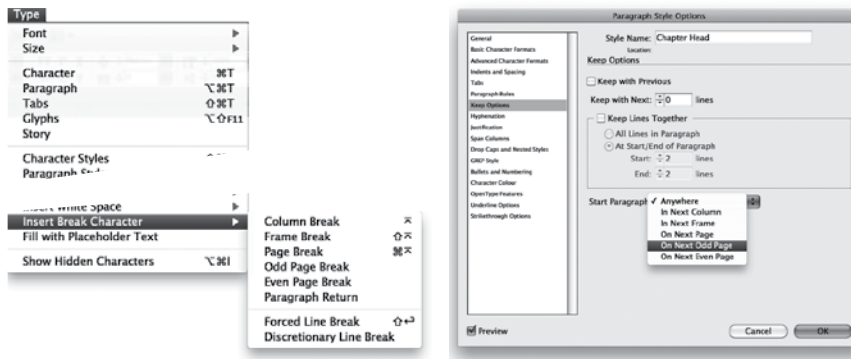 Type
Font
Size
Character ⌘T
Paragraph ⌥⌘T
Tabs ⇧⌘T
Glyphs ⌥⇧F11
Story
Character Styles
Paragraph
White Space
Insert Break Character
Fill with Placeholder Text
Show Hidden Characters ⌥⌘I
Column Break ⌅
Frame Break ⇧⌅
Page Break ⌘⌅
Odd Page Break
Even Page Break
Paragraph Return
Forced Line Break ⇧↵
Discretionary Line Break
Paragraph Style Options
General
Basic Character Formats
Advanced Character Formats
Indents and Spacing
Tabs
Paragraph Rules
Keep Options
Hyphenation
Justification
Span Columns
Drop Caps and Nested Styles
GREP Style
Bullets and Numbering
Character Colour
OpenType Features
Underline Options
Strikethrough Options
Style Name: Chapter Head
Location:
Keep Options
Keep with Previous
Keep with Next: 0 lines
Keep Lines Together
All Lines in Paragraph
At Start/End of Paragraph
Start: 2 lines
End: 2 lines
Start Paragraph ✓ Anywhere
In Next Column
In Next Frame
On Next Page
On Next Odd Page
On Next Even Page
Preview
Cancel
OK